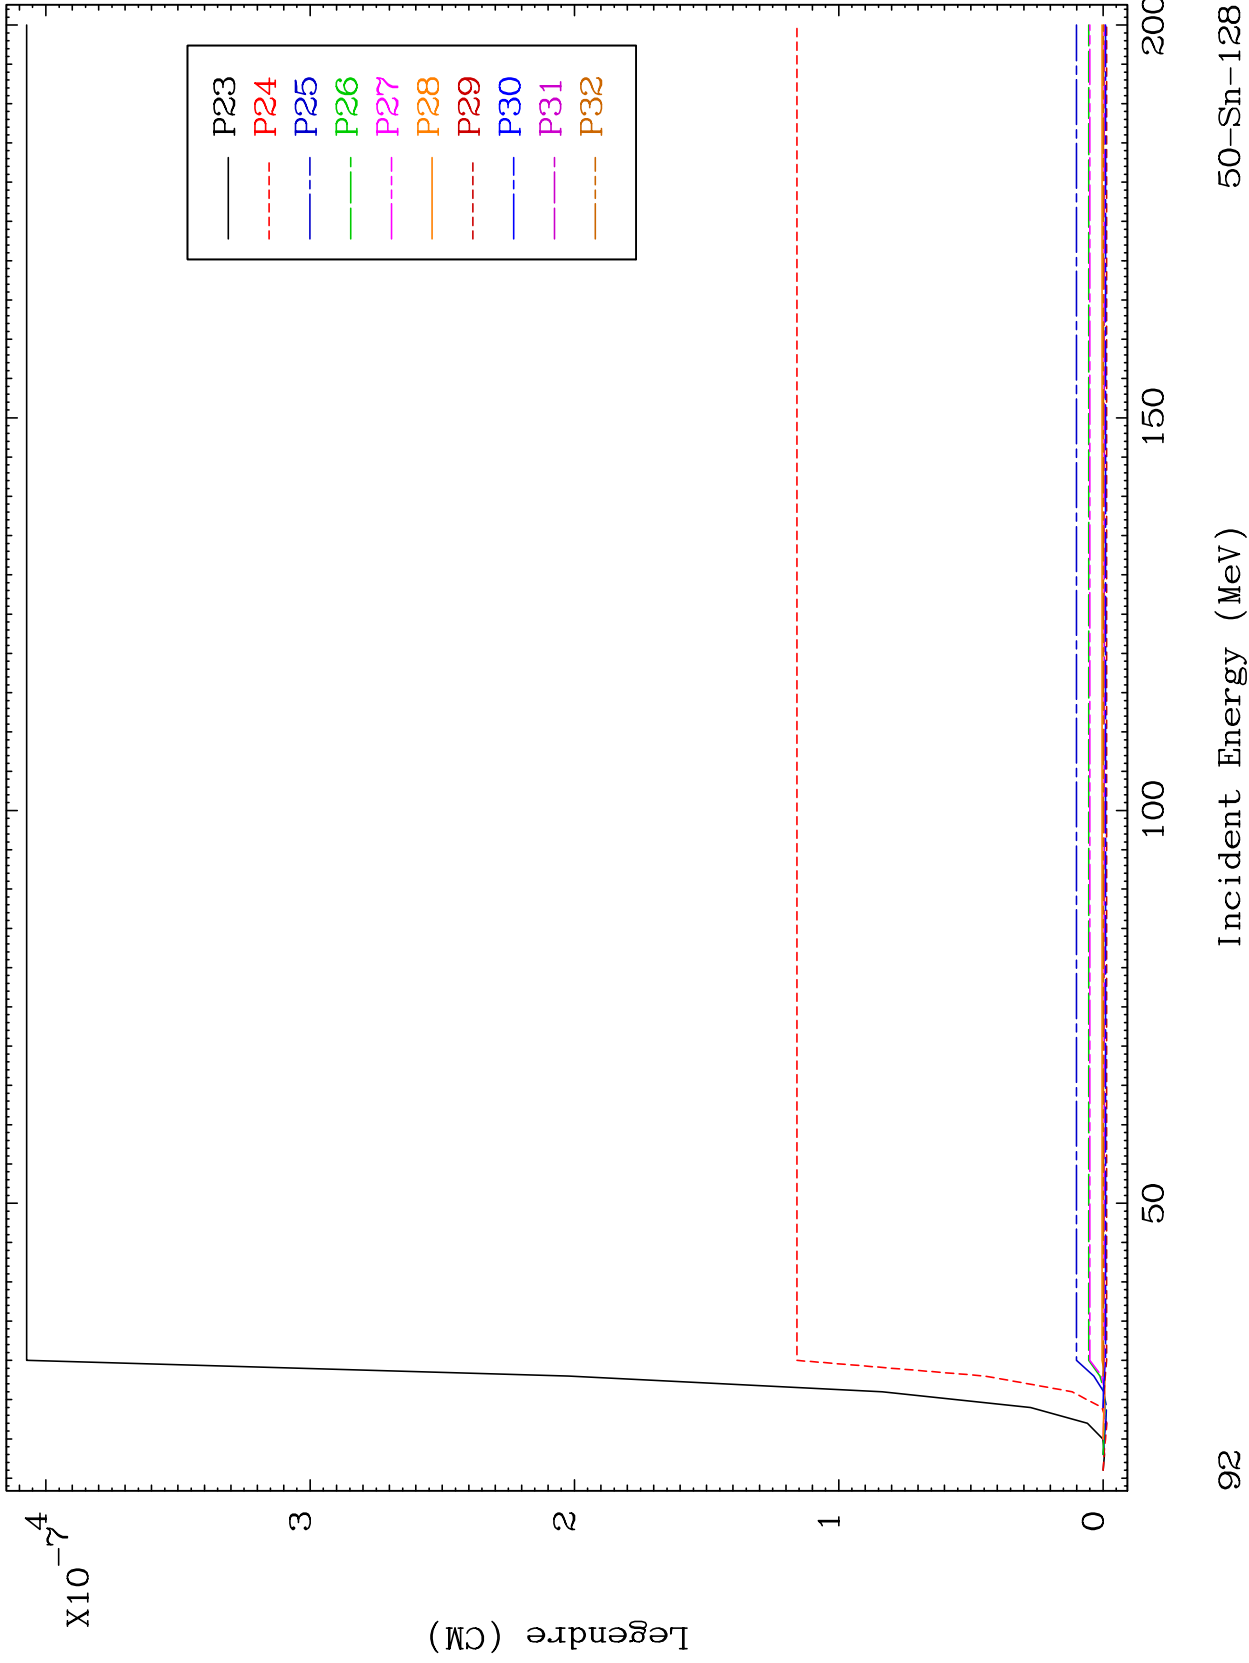 X10-7
4
3
2
1
0
Legendre (CM)
P23
P24
P25
P26
P27
P28
P29
P30
P31
P32
50
100
150
200
Incident Energy (MeV)
92
50-Sn-128